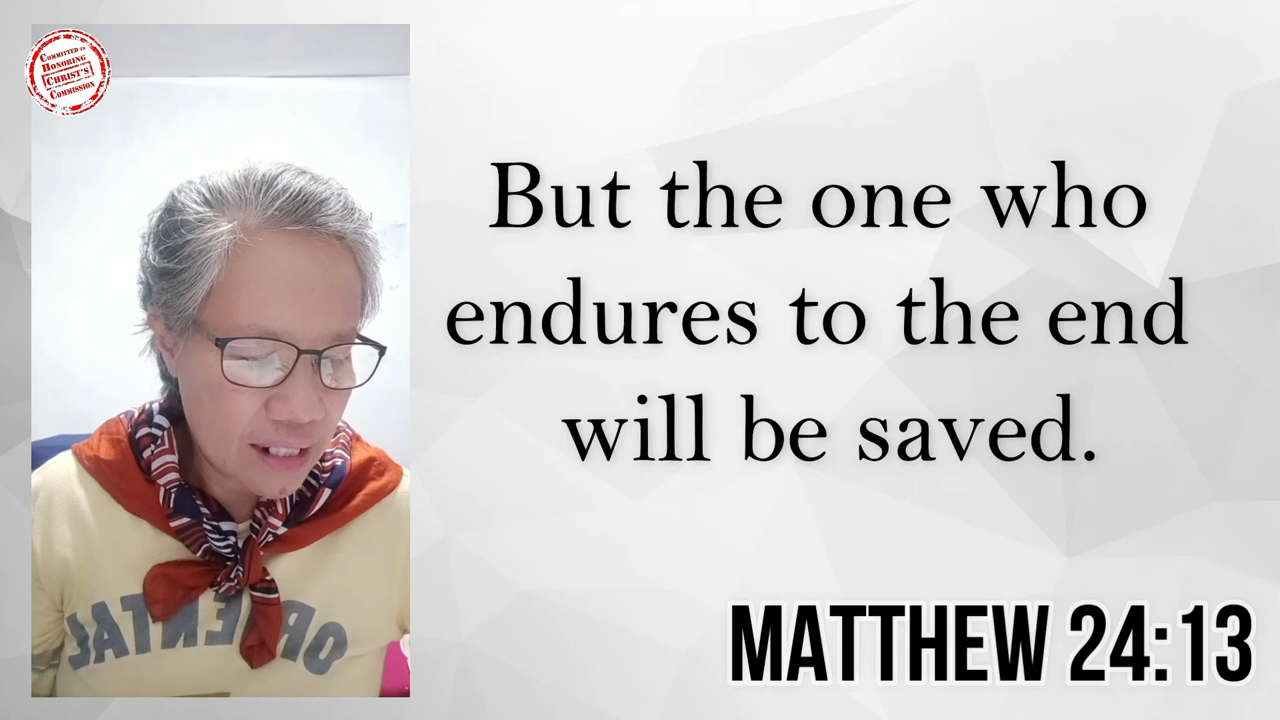 COMMITTED TO
HONORING
CHRIST'S
COMMISSION
But the one who
endures to the end
will be saved.
ORIENTAL
MATTHEW 24:13